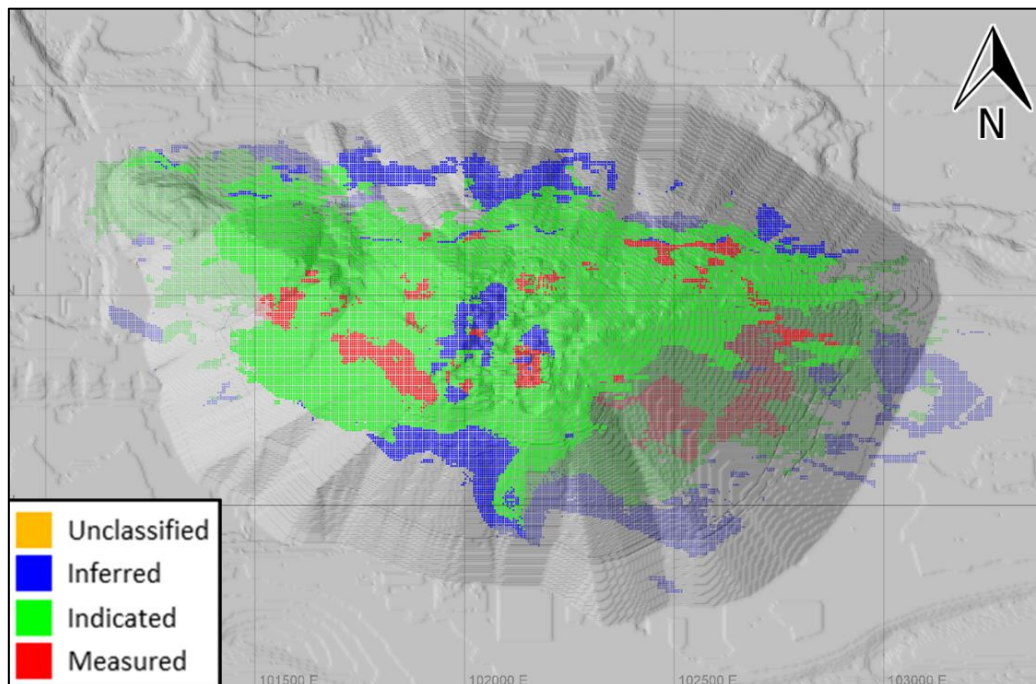 N
Unclassified
Inferred
Indicated
Measured
101500 E
102000 E
102500 E
103000 E